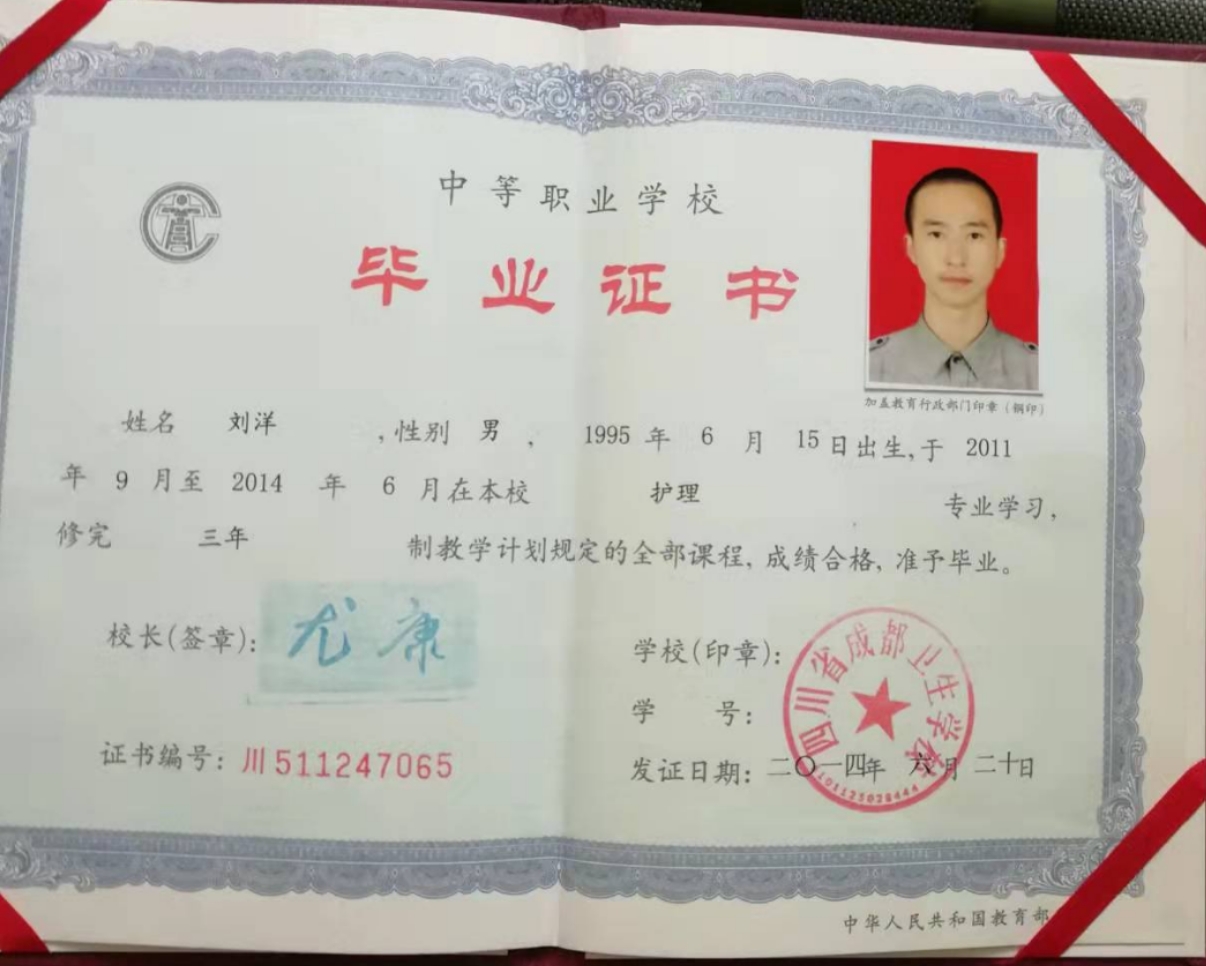 中等职业学校
毕业证书
加盖教育行政部门印章(钢印)
姓名 刘洋 ,性别 男 , 1995 年 6 月 15 日出生,于 2011
年 9 月至 2014 年 6 月在本校 护理 专业学习,
修完 三年 制教学计划规定的全部课程,成绩合格,准予毕业。
校长(签章):
尤康
学校(印章):
四川省成都卫生学校
学 号:
证书编号:川511247065
发证日期:二〇一四年 六月 二十日
中华人民共和国教育部